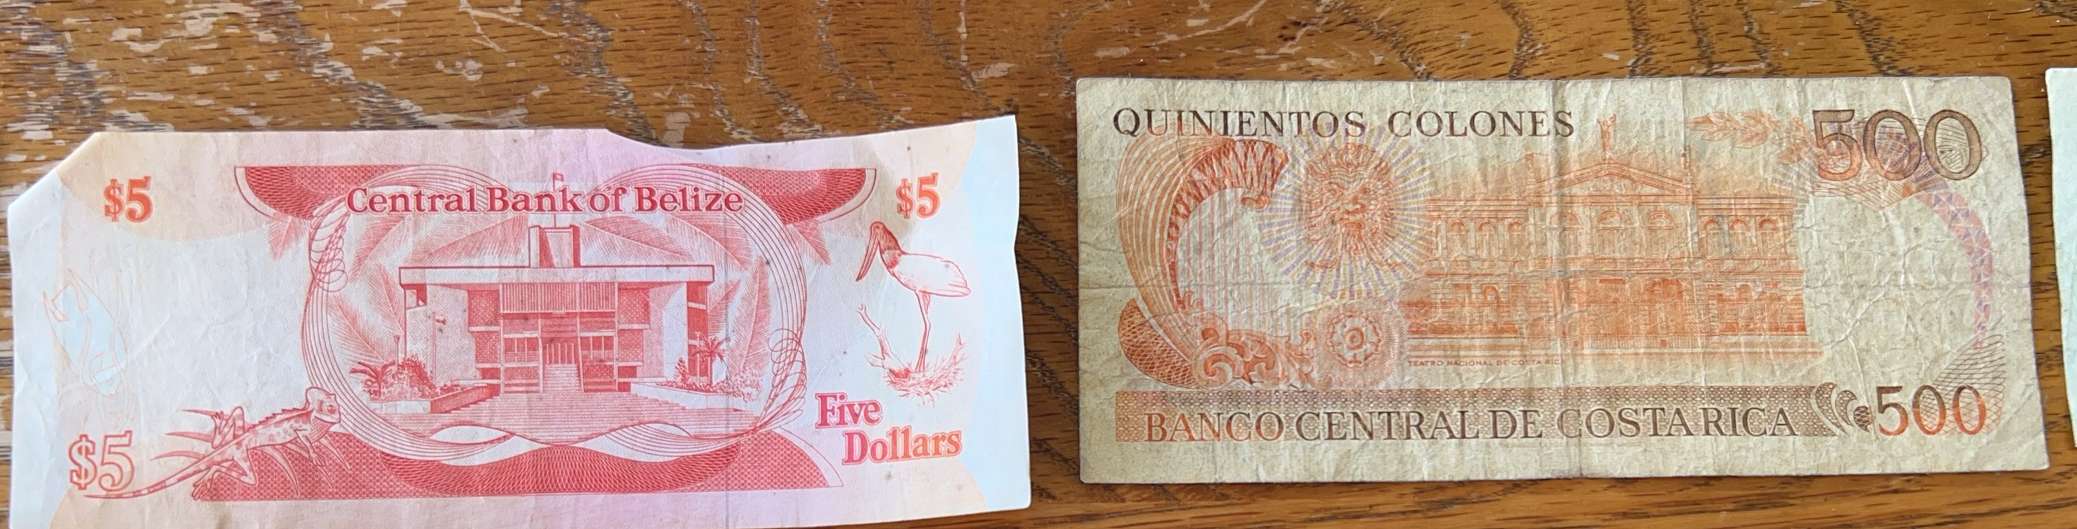 $5
Central Bank of Belize
$5
$5
Five
Dollars
QUINIENTOS COLONES
500
TEATRO NACIONAL DE COSTA RICA
BANCO CENTRAL DE COSTA RICA
500